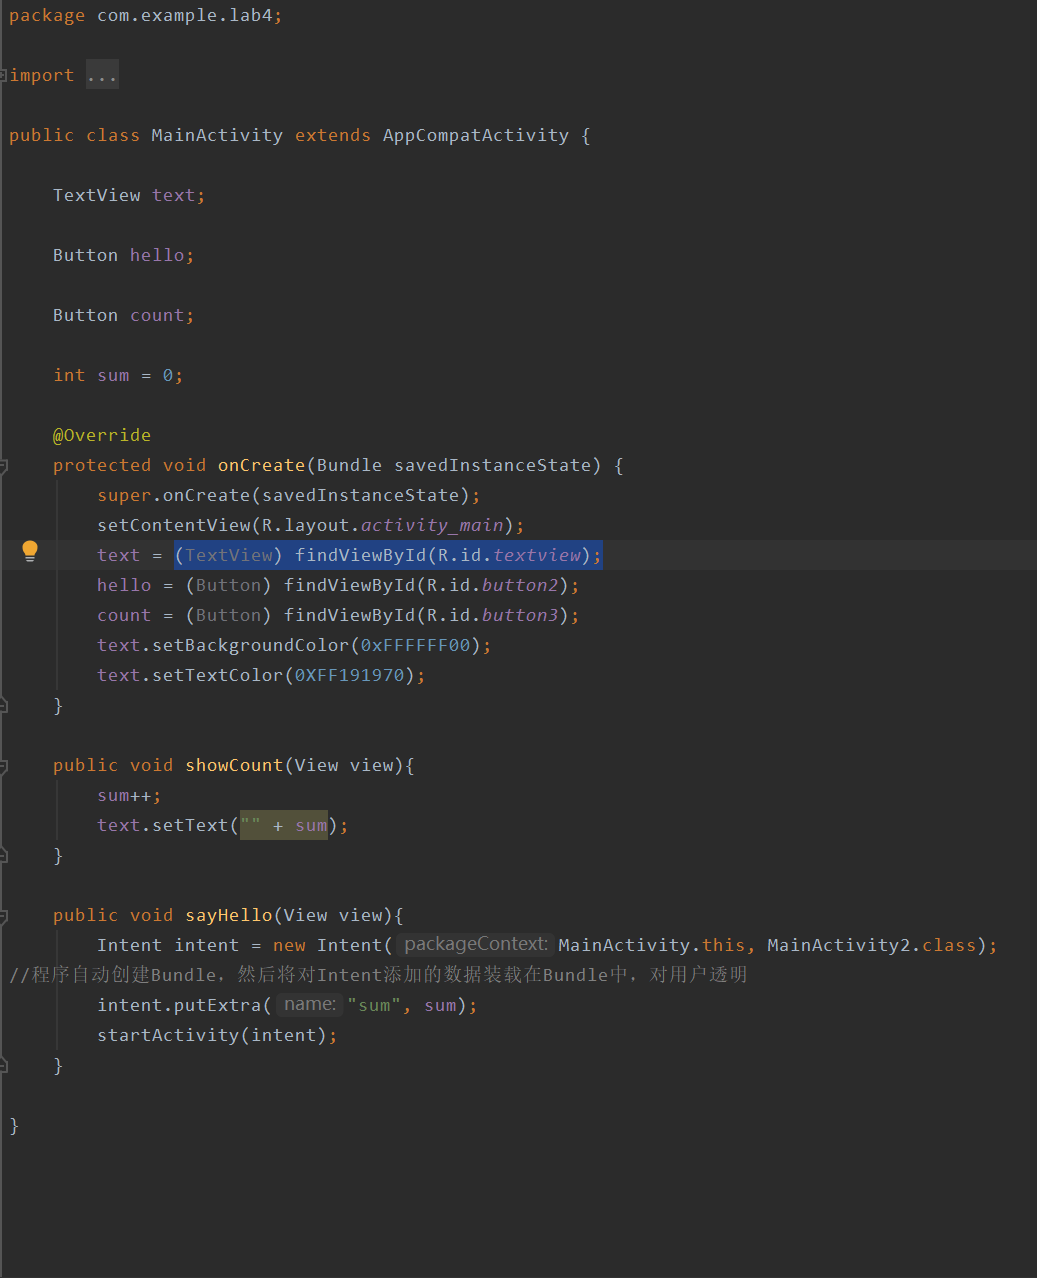 package com.example.lab4;
import ...
public class MainActivity extends AppCompatActivity {
TextView text;
Button hello;
Button count;
int sum = 0;
@Override
protected void onCreate(Bundle savedInstanceState) {
super.onCreate(savedInstanceState);
setContentView(R.layout.activity_main);
text = (TextView) findViewById(R.id.textview);
hello = (Button) findViewById(R.id.button2);
count = (Button) findViewById(R.id.button3);
text.setBackgroundColor(0xFFFFFF00);
text.setTextColor(0XFF191970);
}
public void showCount(View view){
sum++;
text.setText("" + sum);
}
public void sayHello(View view){
Intent intent = new Intent( packageContext: MainActivity.this, MainActivity2.class);
//程序自动创建Bundle，然后将对Intent添加的数据装载在Bundle中，对用户透明
intent.putExtra( name: "sum", sum);
startActivity(intent);
}
}